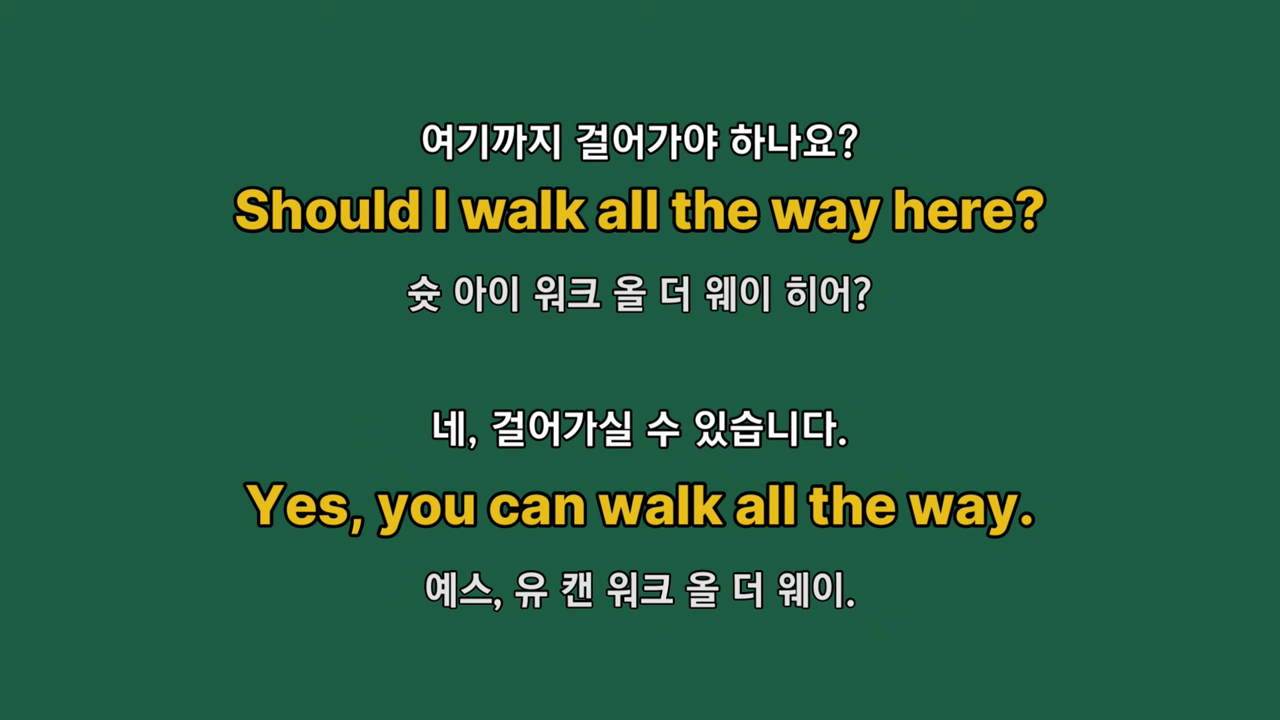 여기까지 걸어가야 하나요?
Should I walk all the way here?
슛 아이 워크 올 더 웨이 히어?
네, 걸어가실 수 있습니다.
Yes, you can walk all the way.
예스, 유 캔 워크 올 더 웨이.